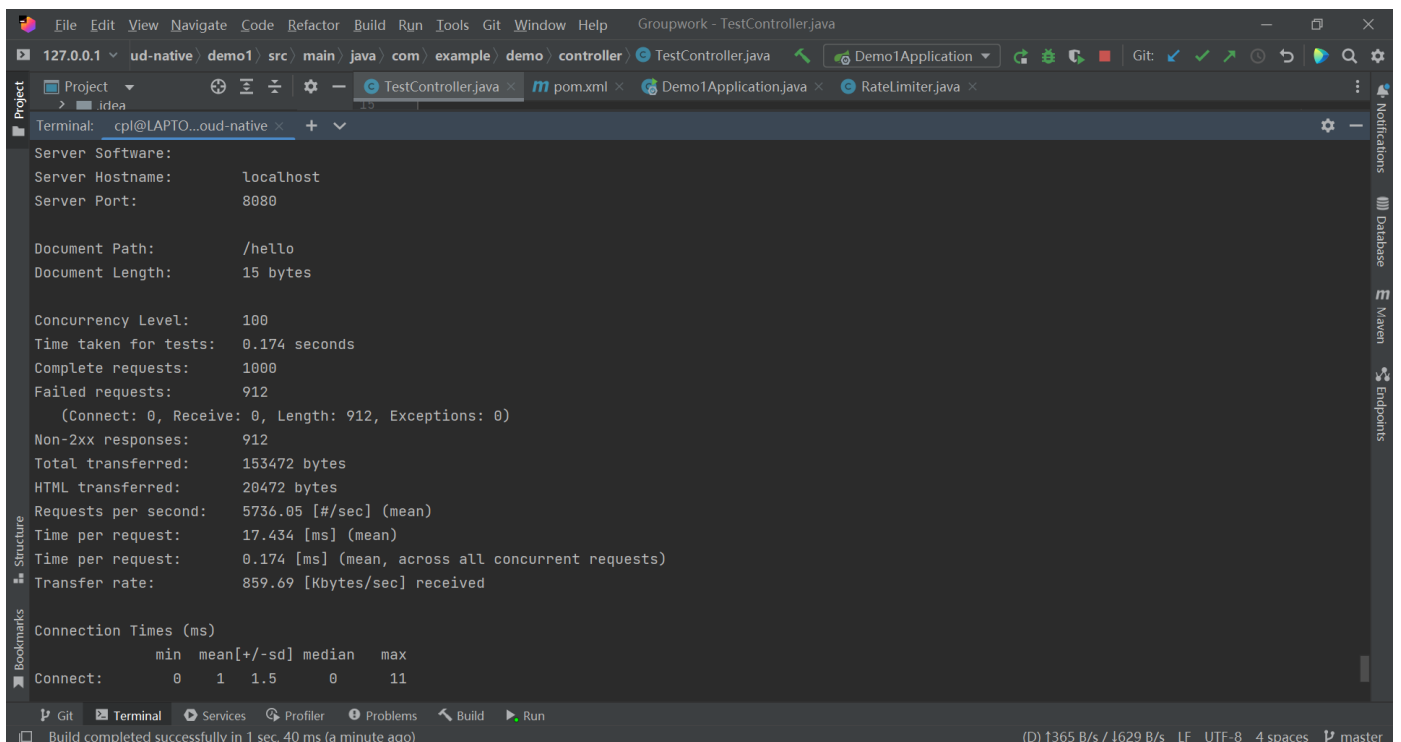 File Edit View Navigate Code Refactor Build Run Tools Git Window Help Groupwork - TestController.java
127.0.0.1 ud-native demo1 src main java com example demo controller TestController.java Demo1Application Git:
Project TestController.java pom.xml Demo1Application.java RateLimiter.java
.idea 15
Terminal: cpl@LAPTO...oud-native
Server Software:
Server Hostname: localhost
Server Port: 8080
Document Path: /hello
Document Length: 15 bytes
Concurrency Level: 100
Time taken for tests: 0.174 seconds
Complete requests: 1000
Failed requests: 912
(Connect: 0, Receive: 0, Length: 912, Exceptions: 0)
Non-2xx responses: 912
Total transferred: 153472 bytes
HTML transferred: 20472 bytes
Requests per second: 5736.05 [#/sec] (mean)
Time per request: 17.434 [ms] (mean)
Time per request: 0.174 [ms] (mean, across all concurrent requests)
Transfer rate: 859.69 [Kbytes/sec] received
Connection Times (ms)
min mean[+/-sd] median max
Connect: 0 1 1.5 0 11
Git Terminal Services Profiler Problems Build Run
Build completed successfully in 1 sec, 40 ms (a minute ago) (D) ↑365 B/s / ↓629 B/s LF UTF-8 4 spaces master
Project
Structure
Bookmarks
Notifications
Database
Maven
Endpoints